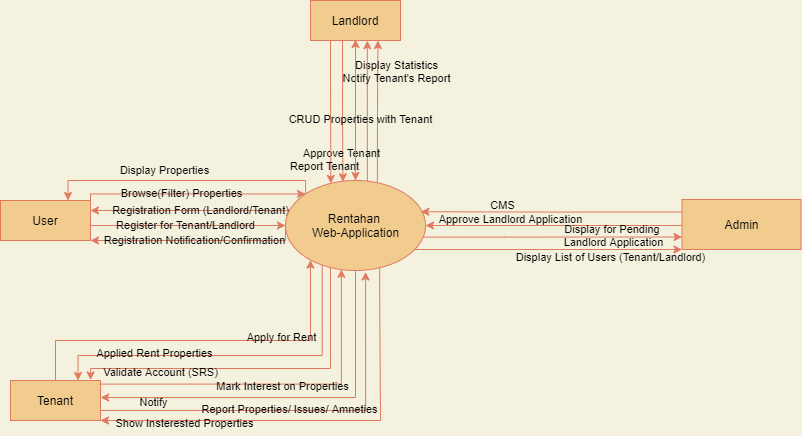 Landlord
Display Statistics
Notify Tenant's Report
CRUD Properties with Tenant
Approve Tenant
Report Tenant
Display Properties
Browse(Filter) Properties
User
Registration Form (Landlord/Tenant)
Register for Tenant/Landlord
Registration Notification/Confirmation
Rentahan
Web-Application
CMS
Approve Landlord Application
Display for Pending
Landlord Application
Display List of Users (Tenant/Landlord)
Admin
Apply for Rent
Applied Rent Properties
Validate Account (SRS)
Mark Interest on Properties
Tenant
Notify
Report Properties/ Issues/ Amneties
Show Insterested Properties